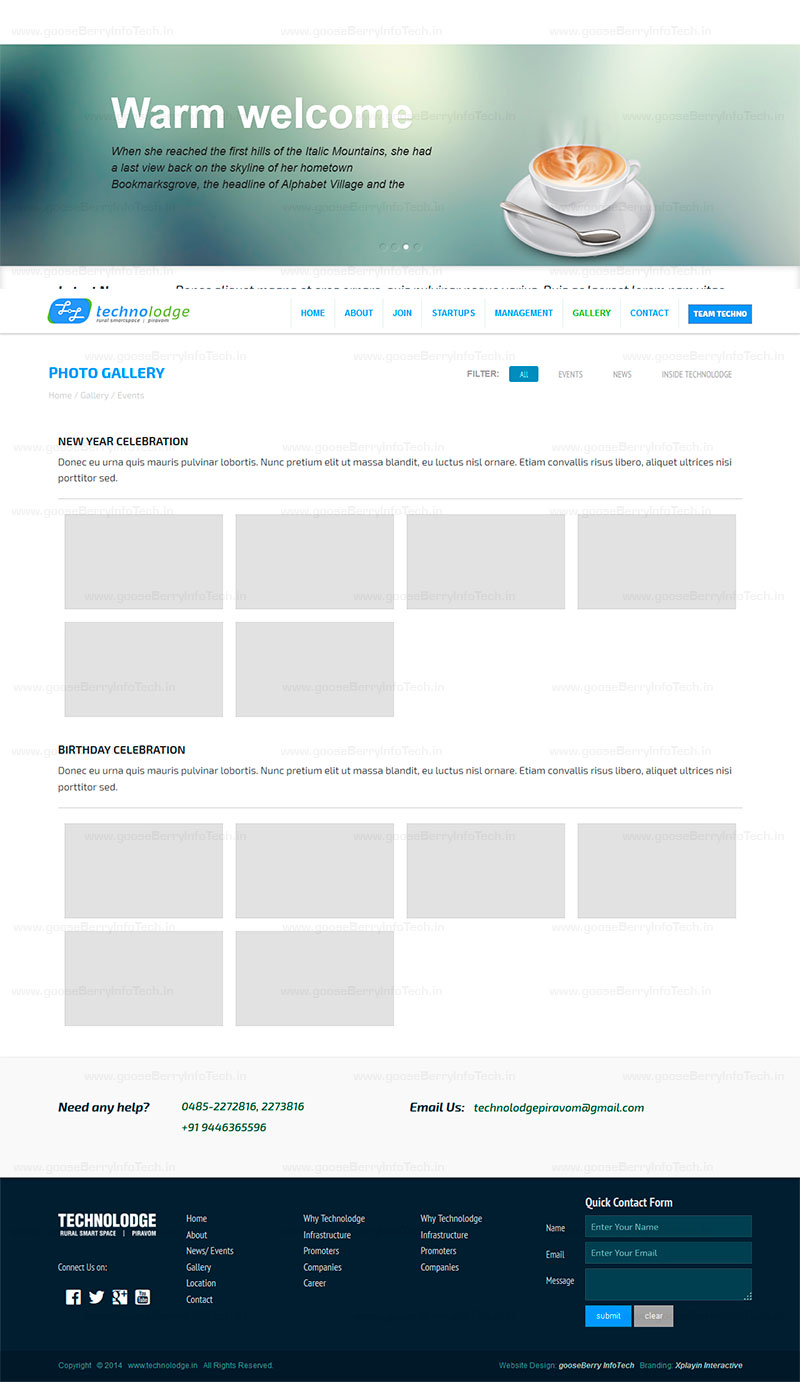 www.gooseBerryInfoTech.in www.gooseBerryInfoTech.in
Warm welcome
When she reached the first hills of the Italic Mountains, she had
a last view back on the skyline of her hometown
Bookmarksgrove, the headline of Alphabet Village and the
technolodge
rural smartspace | piravom
HOME ABOUT JOIN STARTUPS MANAGEMENT GALLERY CONTACT TEAM TECHNO
PHOTO GALLERY
FILTER: All EVENTS NEWS INSIDE TECHNOLODGE
Home / Gallery / Events
NEW YEAR CELEBRATION
Donec eu urna quis mauris pulvinar lobortis. Nunc pretium elit ut massa blandit, eu luctus nisl ornare. Etiam convallis risus libero, aliquet ultrices nisi
porttitor sed.
BIRTHDAY CELEBRATION
Donec eu urna quis mauris pulvinar lobortis. Nunc pretium elit ut massa blandit, eu luctus nisl ornare. Etiam convallis risus libero, aliquet ultrices nisi
porttitor sed.
Need any help? 0485-2272816, 2273816
+91 9446365596
Email Us: technolodgepiravom@gmail.com
TECHNOLODGE
RURAL SMART SPACE | PIRAVOM
Connect Us on:
Home
About
News/ Events
Gallery
Location
Contact
Why Technolodge
Infrastructure
Promoters
Companies
Career
Why Technolodge
Infrastructure
Promoters
Companies
Quick Contact Form
Name Enter Your Name
Email Enter Your Email
Message
submit clear
Copyright © 2014 www.technolodge.in All Rights Reserved.
Website Design: gooseBerry InfoTech Branding: Xplayin Interactive